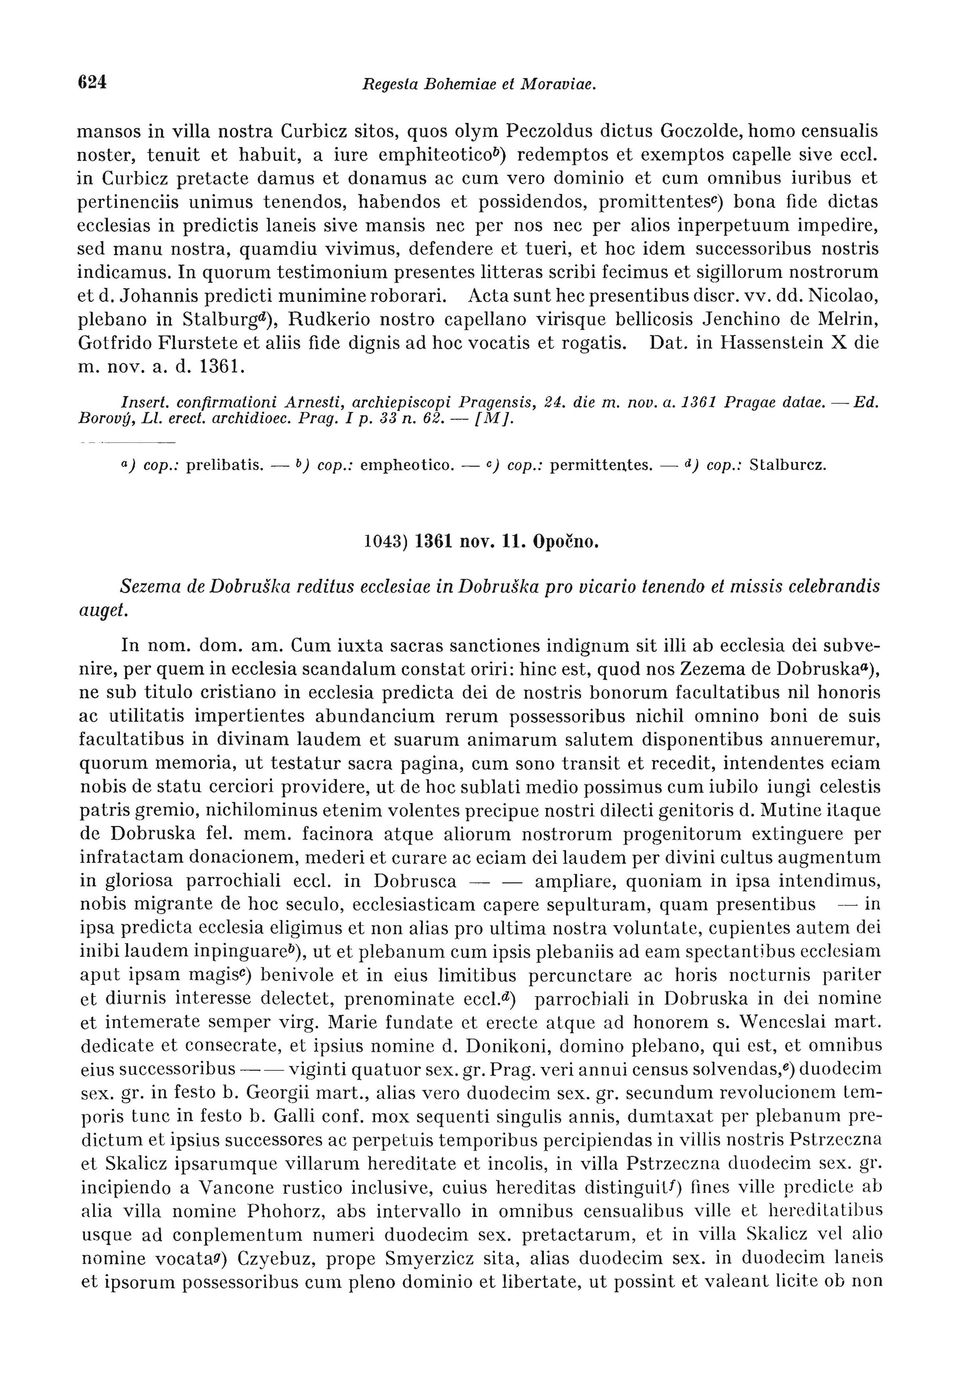 624 Regesta Bohemiae et Moraviae.
mansos in villa nostra Curbicz sitos, quos olym Peczoldus dictus Goczolde, homo censualis
noster, tenuit et habuit, a iure emphiteoticoᵇ) redemptos et exemptos capelle sive eccl.
in Curbicz pretacte damus et donamus ac cum vero dominio et cum omnibus iuribus et
pertinenciis unimus tenendos, habendos et possidendos, promittentesᶜ) bona fide dictas
ecclesias in predictis laneis sive mansis nec per nos nec per alios inperpetuum impedire,
sed manu nostra, quamdiu vivimus, defendere et tueri, et hoc idem successoribus nostris
indicamus. In quorum testimonium presentes litteras scribi fecimus et sigillorum nostrorum
et d. Johannis predicti munimine roborari. Acta sunt hec presentibus discr. vv. dd. Nicolao,
plebano in Stalburgᵈ), Rudkerio nostro capellano virisque bellicosis Jenchino de Melrin,
Gotfrido Flurstete et aliis fide dignis ad hoc vocatis et rogatis. Dat. in Hassenstein X die
m. nov. a. d. 1361.
Insert. confirmationi Arnesti, archiepiscopi Pragensis, 24. die m. nov. a. 1361 Pragae datae. — Ed.
Borový, Ll. erect. archidioec. Prag. I p. 33 n. 62. — [M].
ᵃ) cop.: prelibatis. — ᵇ) cop.: empheotico. — ᶜ) cop.: permittentes. — ᵈ) cop.: Stalburcz.
1043) 1361 nov. 11. Opočno.
Sezema de Dobruška reditus ecclesiae in Dobruška pro vicario tenendo et missis celebrandis
auget.
In nom. dom. am. Cum iuxta sacras sanctiones indignum sit illi ab ecclesia dei subve-
nire, per quem in ecclesia scandalum constat oriri: hinc est, quod nos Zezema de Dobruskaᵃ),
ne sub titulo cristiano in ecclesia predicta dei de nostris bonorum facultatibus nil honoris
ac utilitatis impertientes abundancium rerum possessoribus nichil omnino boni de suis
facultatibus in divinam laudem et suarum animarum salutem disponentibus annueremur,
quorum memoria, ut testatur sacra pagina, cum sono transit et recedit, intendentes eciam
nobis de statu cerciori providere, ut de hoc sublati medio possimus cum iubilo iungi celestis
patris gremio, nichilominus etenim volentes precipue nostri dilecti genitoris d. Mutine itaque
de Dobruska fel. mem. facinora atque aliorum nostrorum progenitorum extinguere per
infratactam donacionem, mederi et curare ac eciam dei laudem per divini cultus augmentum
in gloriosa parrochiali eccl. in Dobrusca — — ampliare, quoniam in ipsa intendimus,
nobis migrante de hoc seculo, ecclesiasticam capere sepulturam, quam presentibus — in
ipsa predicta ecclesia eligimus et non alias pro ultima nostra voluntate, cupientes autem dei
inibi laudem inpinguareᵇ), ut et plebanum cum ipsis plebaniis ad eam spectantibus ecclesiam
aput ipsam magisᶜ) benivole et in eius limitibus percunctare ac horis nocturnis pariter
et diurnis interesse delectet, prenominate eccl.ᵈ) parrochiali in Dobruska in dei nomine
et intemerate semper virg. Marie fundate et erecte atque ad honorem s. Wenceslai mart.
dedicate et consecrate, et ipsius nomine d. Donikoni, domino plebano, qui est, et omnibus
eius successoribus — — viginti quatuor sex. gr. Prag. veri annui census solvendas,ᵉ) duodecim
sex. gr. in festo b. Georgii mart., alias vero duodecim sex. gr. secundum revolucionem tem-
poris tunc in festo b. Galli conf. mox sequenti singulis annis, dumtaxat per plebanum pre-
dictum et ipsius successores ac perpetuis temporibus percipiendas in villis nostris Pstrzeczna
et Skalicz ipsarumque villarum hereditate et incolis, in villa Pstrzeczna duodecim sex. gr.
incipiendo a Vancone rustico inclusive, cuius hereditas distinguitᶠ) fines ville predicte ab
alia villa nomine Phohorz, abs intervallo in omnibus censualibus ville et hereditatibus
usque ad conplementum numeri duodecim sex. pretactarum, et in villa Skalicz vel alio
nomine vocataᵍ) Czyebuz, prope Smyerzicz sita, alias duodecim sex. in duodecim laneis
et ipsorum possessoribus cum pleno dominio et libertate, ut possint et valeant licite ob non